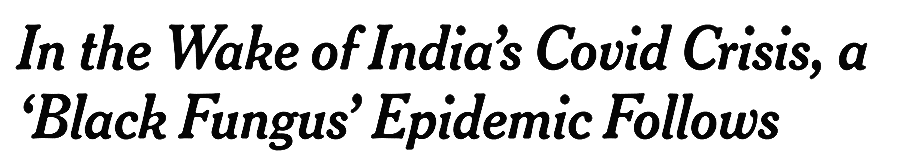 In the Wake of India’s Covid Crisis, a
‘Black Fungus’ Epidemic Follows